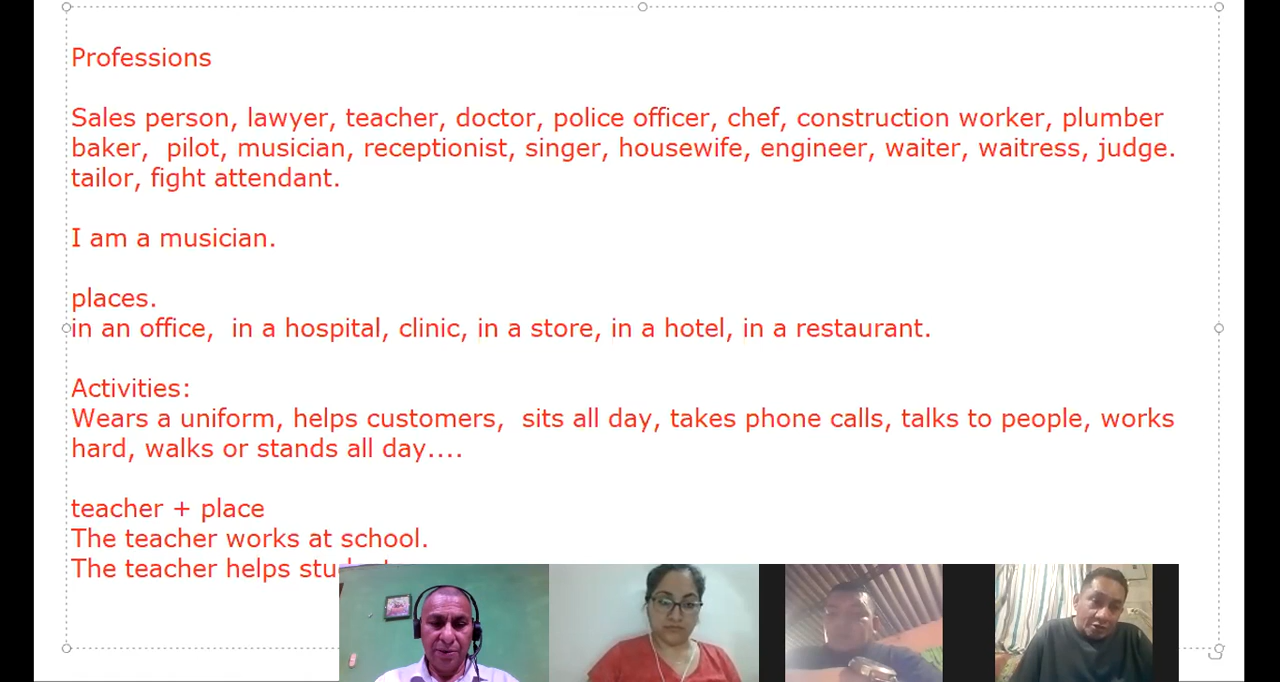 Professions
Sales person, lawyer, teacher, doctor, police officer, chef, construction worker, plumber
baker,  pilot, musician, receptionist, singer, housewife, engineer, waiter, waitress, judge.
tailor, fight attendant.
I am a musician.
places.
in an office,  in a hospital, clinic, in a store, in a hotel, in a restaurant.
Activities:
Wears a uniform, helps customers,  sits all day, takes phone calls, talks to people, works
hard, walks or stands all day....
teacher + place
The teacher works at school.
The teacher helps